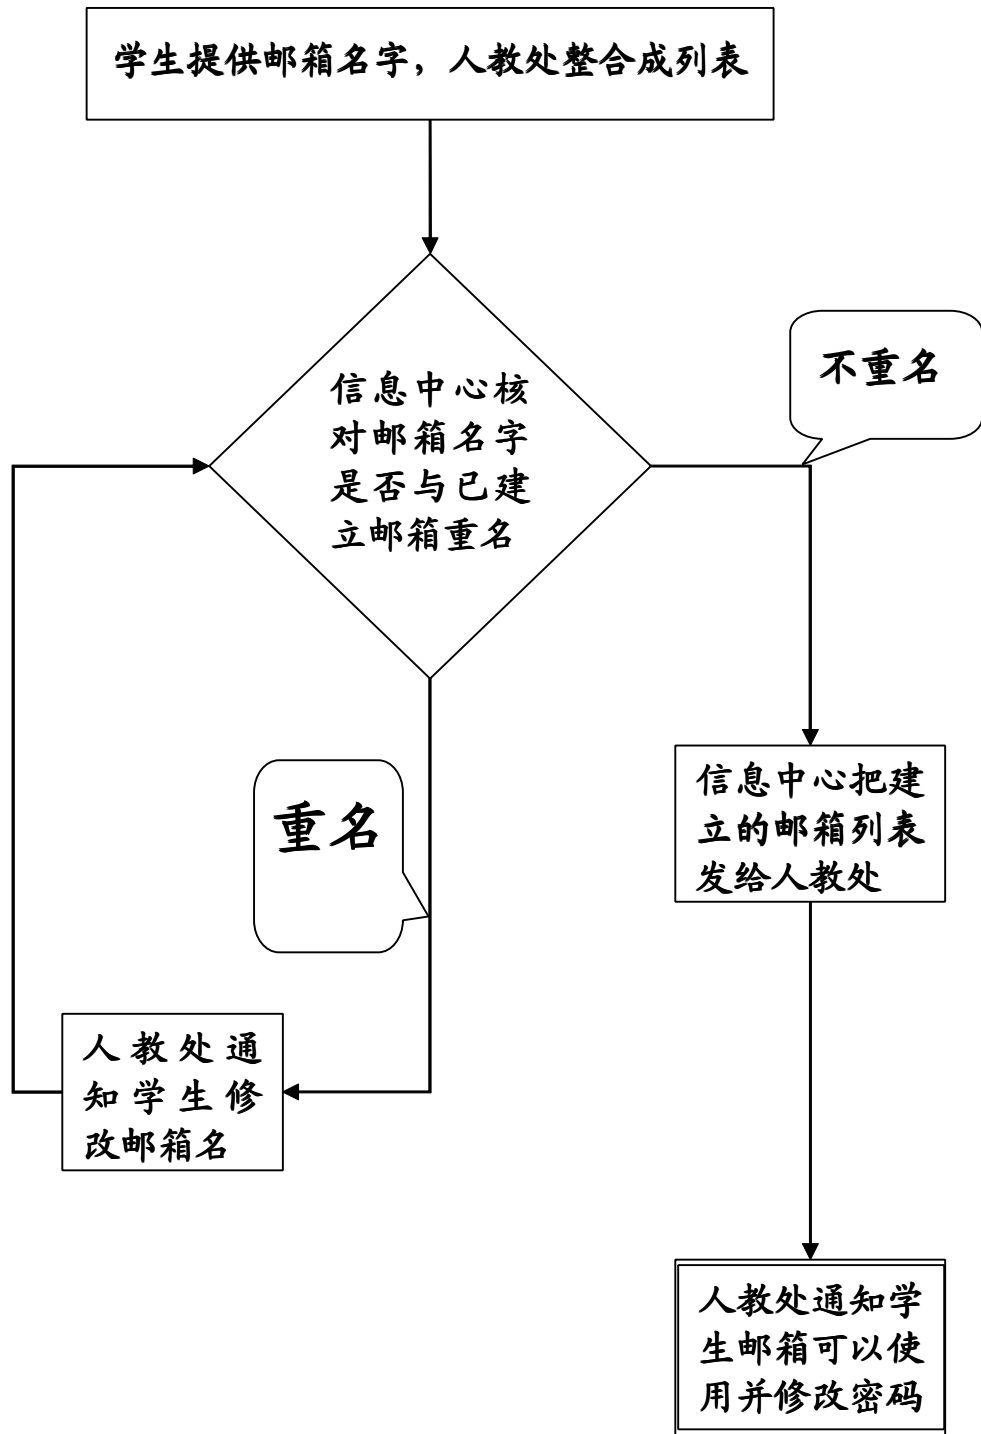 学生提供邮箱名字，人教处整合成列表
信息中心核
对邮箱名字
是否与已建
立邮箱重名
不重名
重名
信息中心把建
立的邮箱列表
发给人教处
人教处通
知学生修
改邮箱名
人教处通知学
生邮箱可以使
用并修改密码